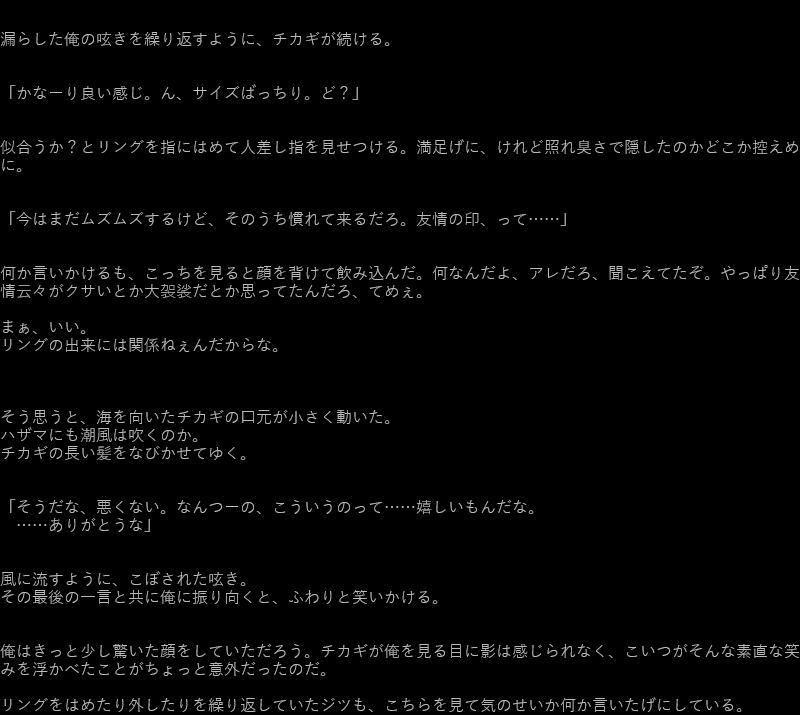 漏らした俺の呟きを繰り返すように、チカギが続ける。
「かなーり良い感じ。ん、サイズばっちり。ど？」
似合うか？とリングを指にはめて人差し指を見せつける。満足げに、けれど照れ臭さで隠したのかどこか控えめ
に。
「今はまだムズムズするけど、そのうち慣れて来るだろ。友情の印、って……」
何か言いかけるも、こっちを見ると顔を背けて飲み込んだ。何なんだよ、アレだろ、聞こえてたぞ。やっぱり友
情云々がクサいとか大袈裟だとか思ってたんだろ、てめぇ。
まぁ、いい。
リングの出来には関係ねぇんだからな。
そう思うと、海を向いたチカギの口元が小さく動いた。
ハザマにも潮風は吹くのか。
チカギの長い髪をなびかせてゆく。
「そうだな、悪くない。なんつーの、こういうのって……嬉しいもんだな。
　……ありがとうな」
風に流すように、こぼされた呟き。
その最後の一言と共に俺に振り向くと、ふわりと笑いかける。
俺はきっと少し驚いた顔をしていただろう。チカギが俺を見る目に影は感じられなく、こいつがそんな素直な笑
みを浮かべたことがちょっと意外だったのだ。
リングをはめたり外したりを繰り返していたジツも、こちらを見て気のせいか何か言いたげにしている。